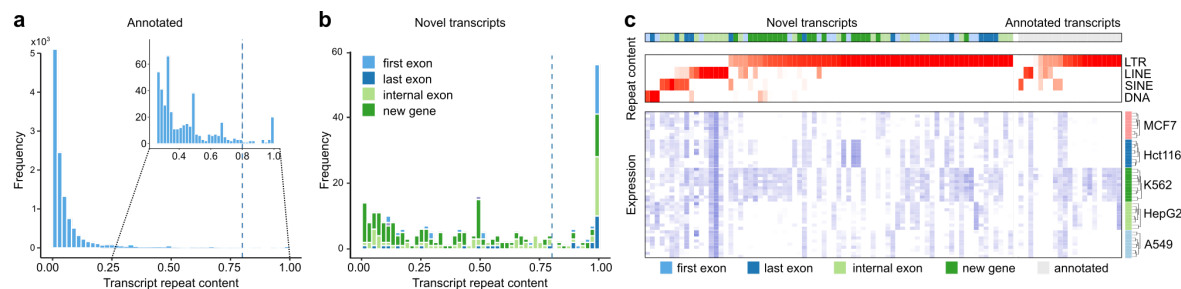 a
Annotated
×10³
5
4
3
2
1
0
Frequency
60
40
20
0
0.4
0.6
0.8
1.0
0.00
0.25
0.50
0.75
1.00
Transcript repeat content
b
Novel transcripts
60
40
20
0
Frequency
first exon
last exon
internal exon
new gene
0.00
0.25
0.50
0.75
1.00
Transcript repeat content
c
Novel transcripts
Annotated transcripts
Repeat content
LTR
LINE
SINE
DNA
Expression
MCF7
Hct116
K562
HepG2
A549
first exon
last exon
internal exon
new gene
annotated